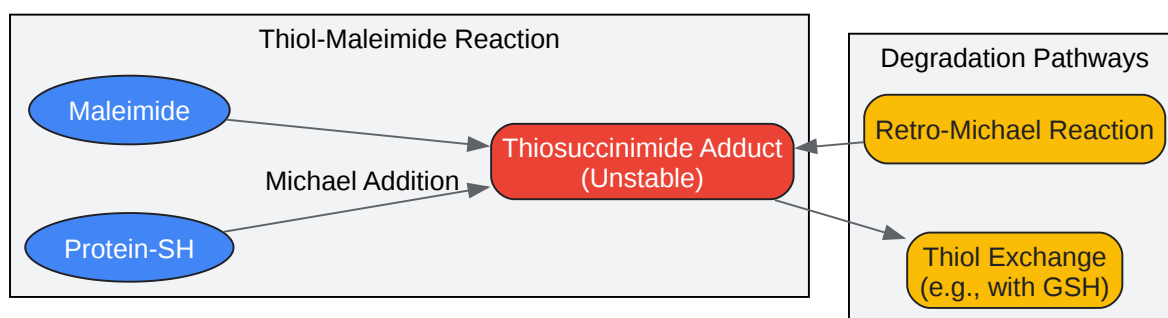 Thiol-Maleimide Reaction
Maleimide
Michael Addition
Protein-SH
Thiosuccinimide Adduct
(Unstable)
Degradation Pathways
Retro-Michael Reaction
Thiol Exchange
(e.g., with GSH)